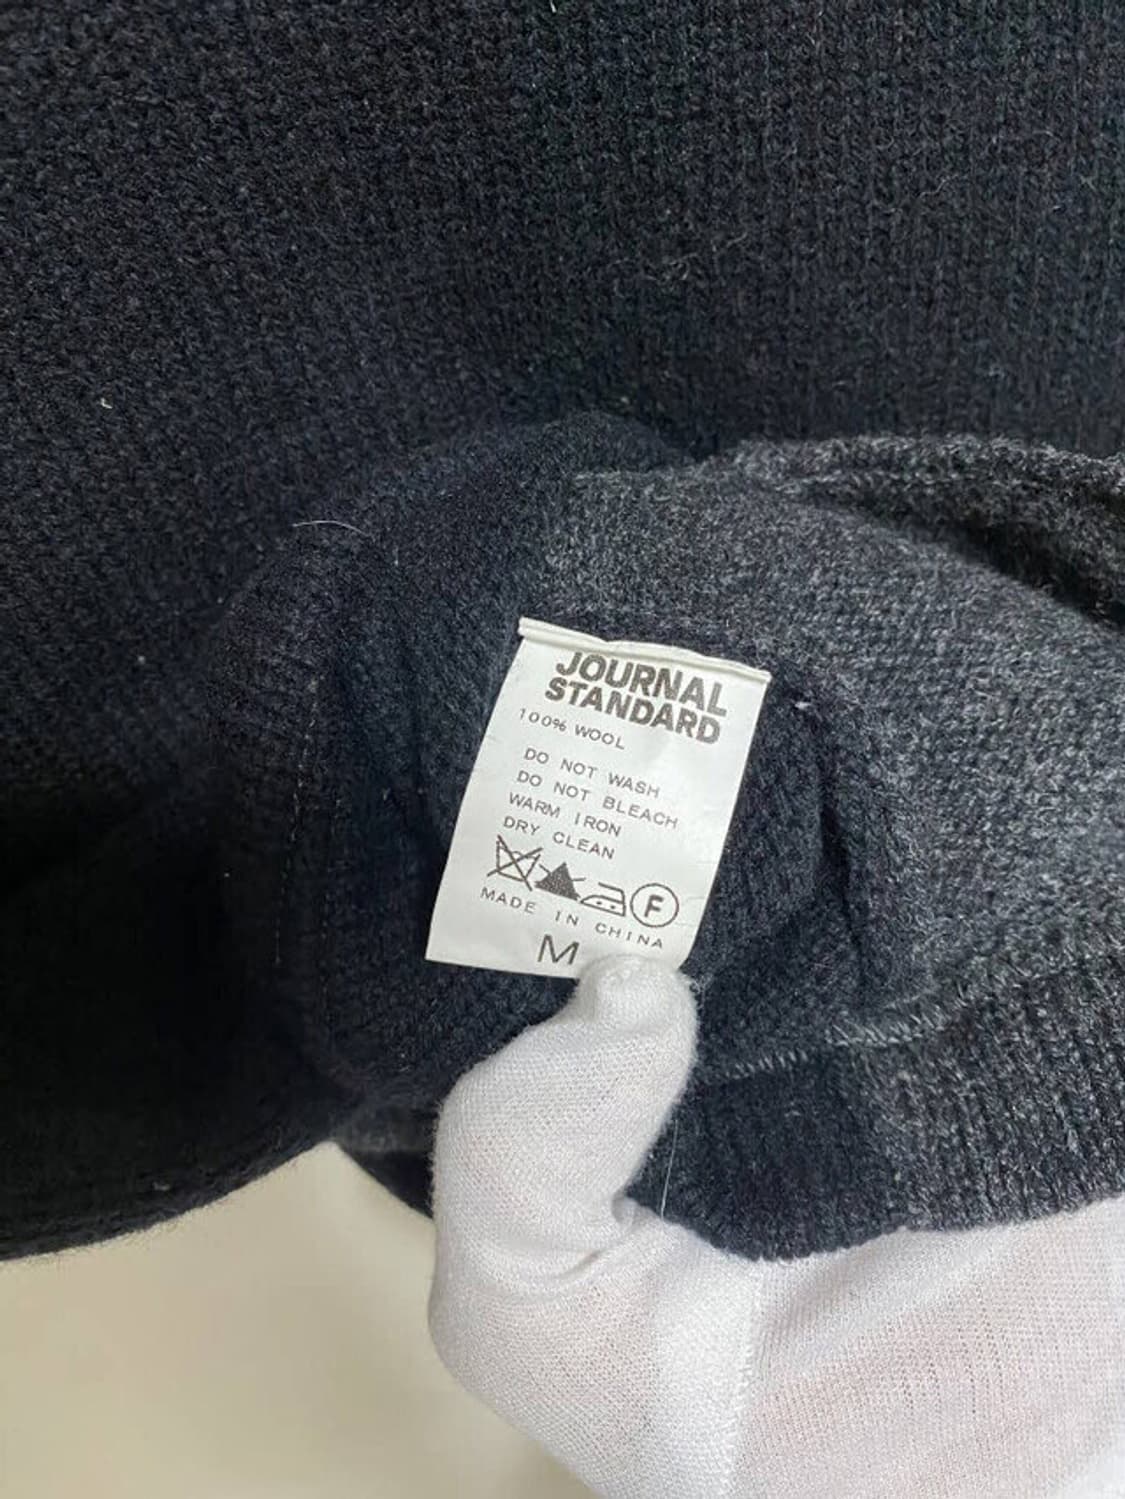 JOURNAL
STANDARD
100% WOOL
DO NOT WASH
DO NOT BLEACH
WARM IRON
DRY CLEAN
F
MADE IN CHINA
M